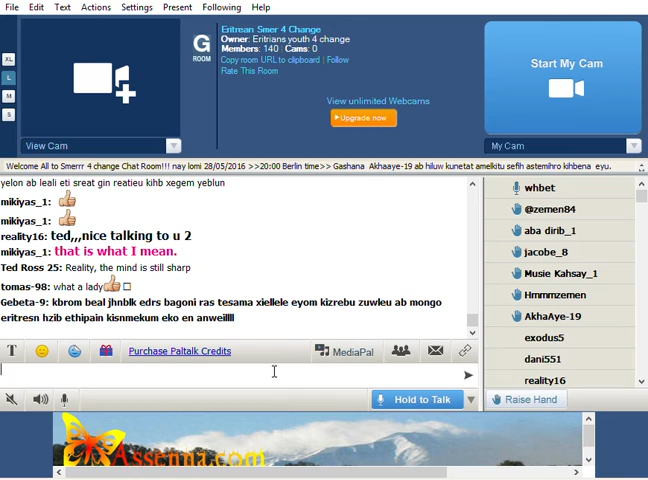 File Edit Text Actions Settings Present Following Help
XL
L
M
S
View Cam
G
ROOM
Eritrean Smer 4 Change
Owner: Eritrians youth 4 change
Members: 140 Cams: 0
Copy room URL to clipboard | Follow
Rate This Room
View unlimited Webcams
Upgrade now
Start My Cam
My Cam
Welcome All to Smerrr 4 change Chat Room!!! nay lomi 28/05/2016 >>20:00 Berlin time>> Gashana Akhaaye-19 ab hiluw kunetat amelkitu sefih astemihro kihbena eyu.
yelon ab leali eti sreat gin reatieu kihb xegem yeblun
mikiyas_1:
mikiyas_1:
reality16: ted,,,nice talking to u 2
mikiyas_1: that is what I mean.
Ted Ross 25: Reality, the mind is still sharp
tomas-98: what a lady
Gebeta-9: kbrom beal jhnblk edrs bagoni ras tesama xiellele eyom kizrebu zuwleu ab mongo
eritresn hzib ethipain kisnmekum eko en anweillll
whbet
@zemen84
aba dirib_1
jacobe_8
Musie Kahsay_1
Hmmmzemen
AkhaAye-19
exodus5
dani551
reality16
T Purchase Paltalk Credits MediaPal
Hold to Talk
Raise Hand
Assenna.com